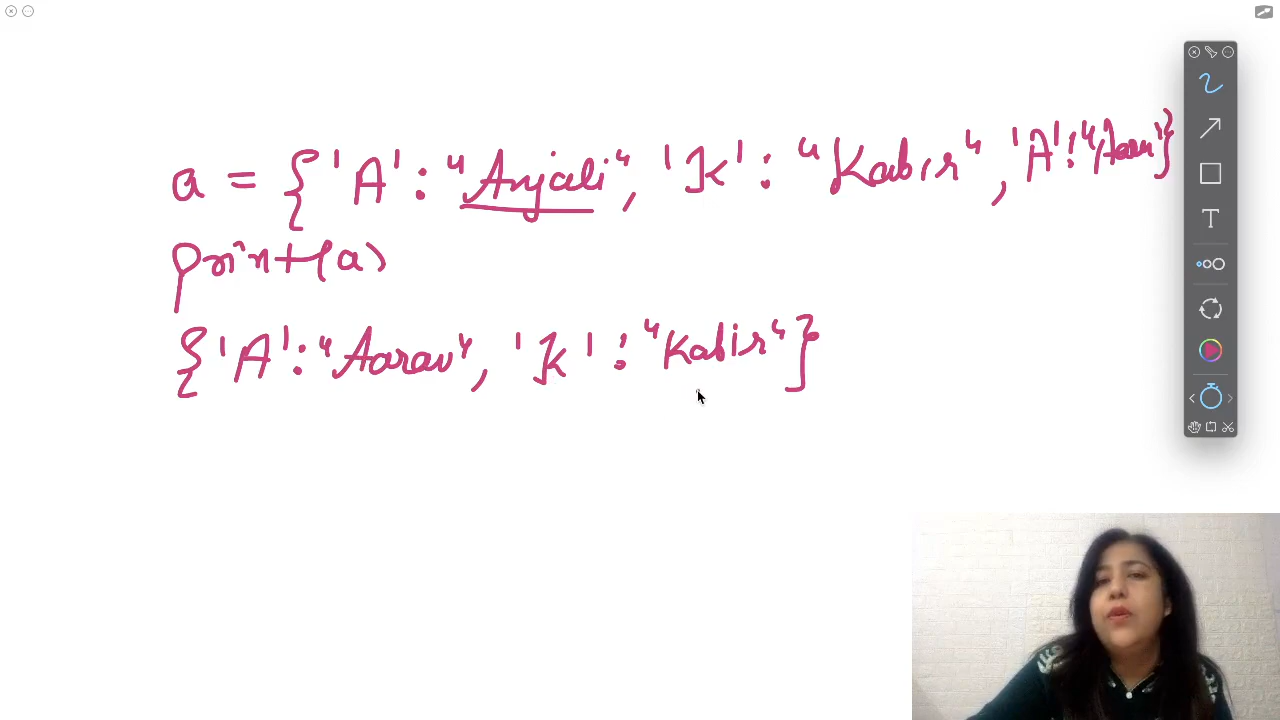 a = {'A': "Anjali", 'K': "Kabir", 'A': "Aarav"}
print(a)
{'A': "Aarav", 'K': "Kabir"}
T